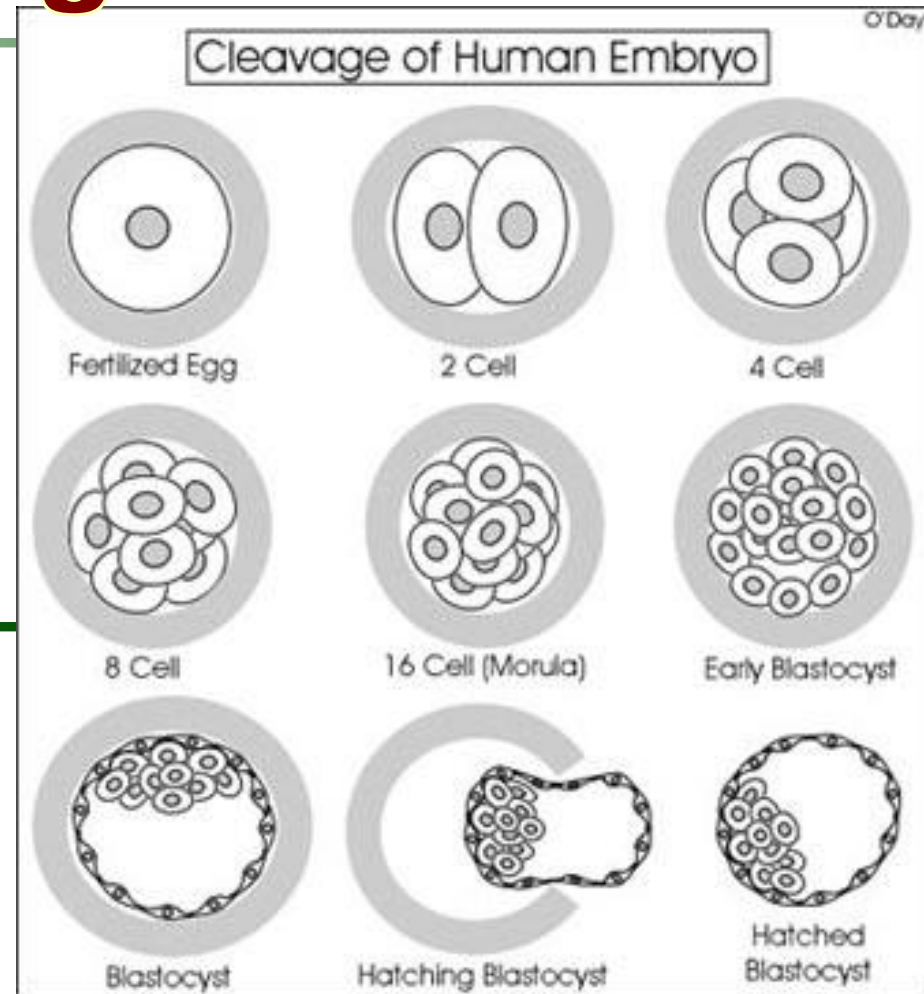 O'Day
Cleavage of Human Embryo
Fertilized Egg
2 Cell
4 Cell
8 Cell
16 Cell (Morula)
Early Blastocyst
Blastocyst
Hatching Blastocyst
Hatched
Blastocyst